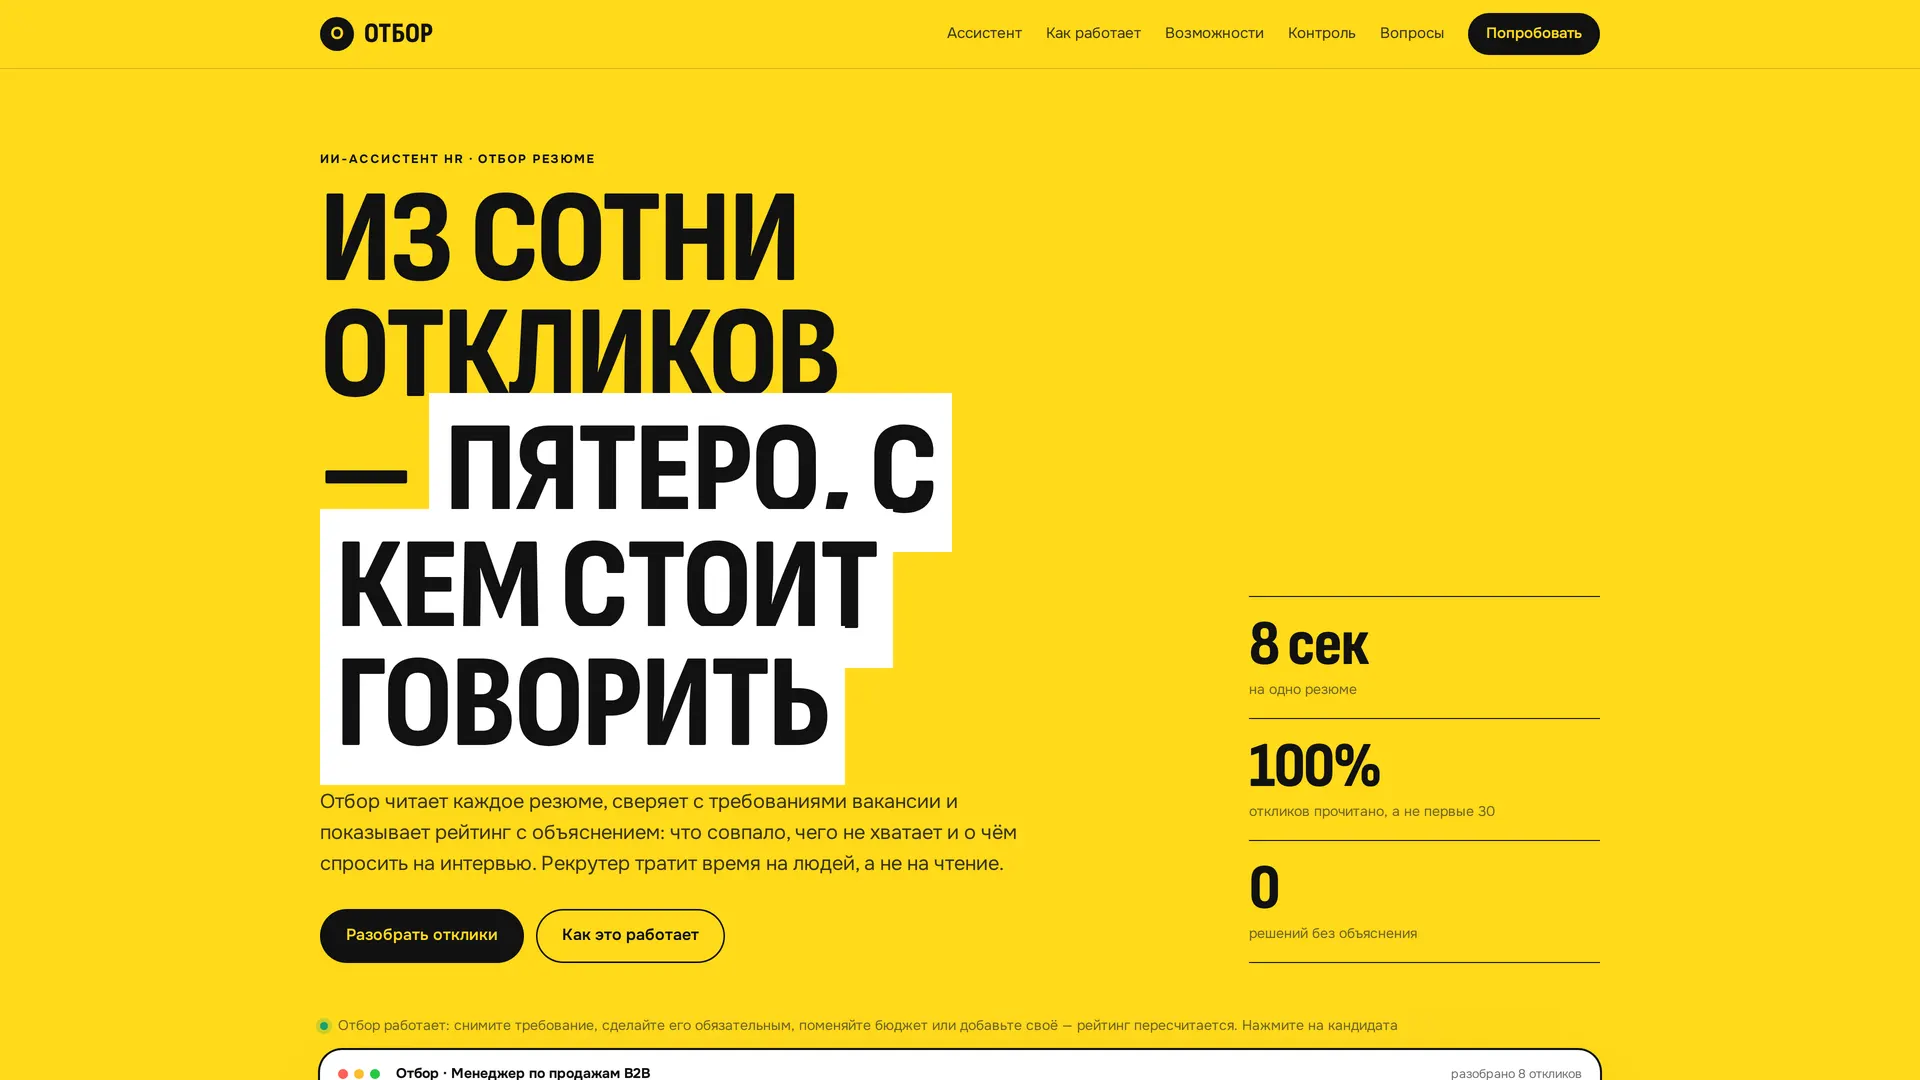 О ОТБОР
Ассистент
Как работает
Возможности
Контроль
Вопросы
Попробовать
ИИ-АССИСТЕНТ HR · ОТБОР РЕЗЮМЕ
ИЗ СОТНИ
ОТКЛИКОВ
— ПЯТЕРО, С
КЕМ СТОИТ
ГОВОРИТЬ
Отбор читает каждое резюме, сверяет с требованиями вакансии и
показывает рейтинг с объяснением: что совпало, чего не хватает и о чём
спросить на интервью. Рекрутер тратит время на людей, а не на чтение.
Разобрать отклики
Как это работает
8 сек
на одно резюме
100%
откликов прочитано, а не первые 30
0
решений без объяснения
Отбор работает: снимите требование, сделайте его обязательным, поменяйте бюджет или добавьте своё — рейтинг пересчитается. Нажмите на кандидата
Отбор · Менеджер по продажам B2B
разобрано 8 откликов